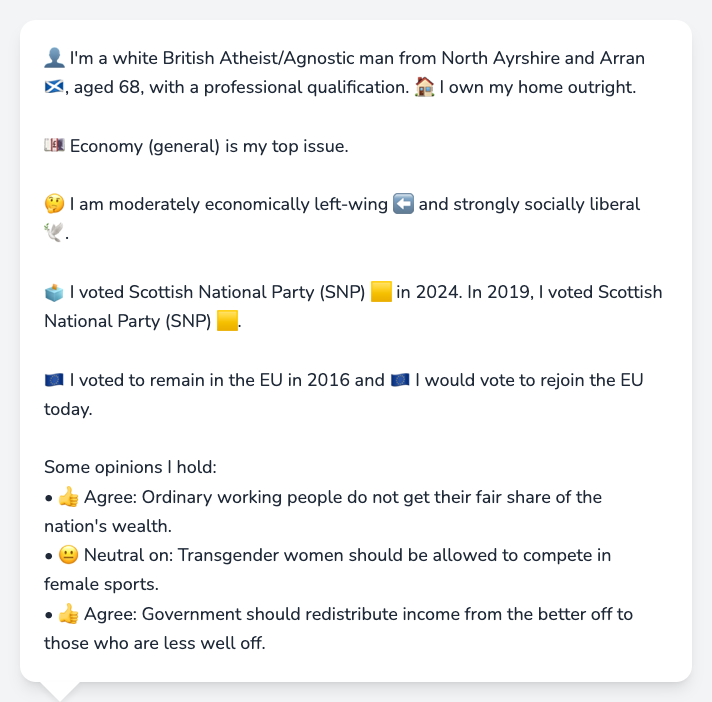 👤 I'm a white British Atheist/Agnostic man from North Ayrshire and Arran
🏴󠁧󠁢󠁳󠁣󠁴󠁿, aged 68, with a professional qualification. 🏠 I own my home outright.
💷 Economy (general) is my top issue.
🤔 I am moderately economically left-wing ⬅️ and strongly socially liberal
🕊️.
🗳️ I voted Scottish National Party (SNP) 🟨 in 2024. In 2019, I voted Scottish
National Party (SNP) 🟨.
🇪🇺 I voted to remain in the EU in 2016 and 🇪🇺 I would vote to rejoin the EU
today.
Some opinions I hold:
• 👍 Agree: Ordinary working people do not get their fair share of the
nation's wealth.
• 😐 Neutral on: Transgender women should be allowed to compete in
female sports.
• 👍 Agree: Government should redistribute income from the better off to
those who are less well off.